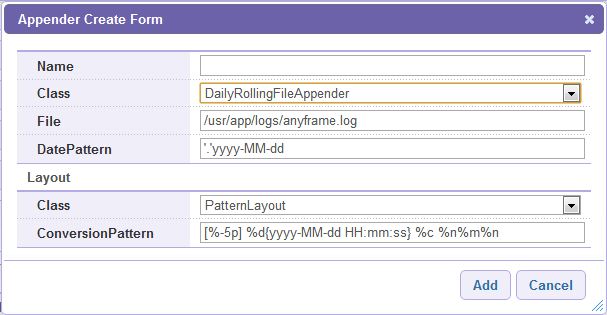 Appender Create Form
Name
Class DailyRollingFileAppender
File /usr/app/logs/anyframe.log
DatePattern '.'yyyy-MM-dd
Layout
Class PatternLayout
ConversionPattern [%-5p] %d{yyyy-MM-dd HH:mm:ss} %c %n%m%n
Add Cancel